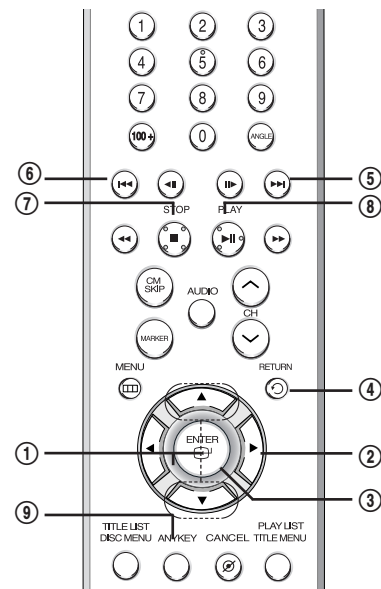 1 2 3
4 5 6
7 8 9
100+ 0 ANGLE
⑥ ⑤
⑦ STOP PLAY ⑧
CM SKIP
AUDIO
CH
MARKER
MENU
RETURN
④
① ENTER ②
③
⑨
TITLE LIST PLAY LIST
DISC MENU ANYKEY CANCEL TITLE MENU